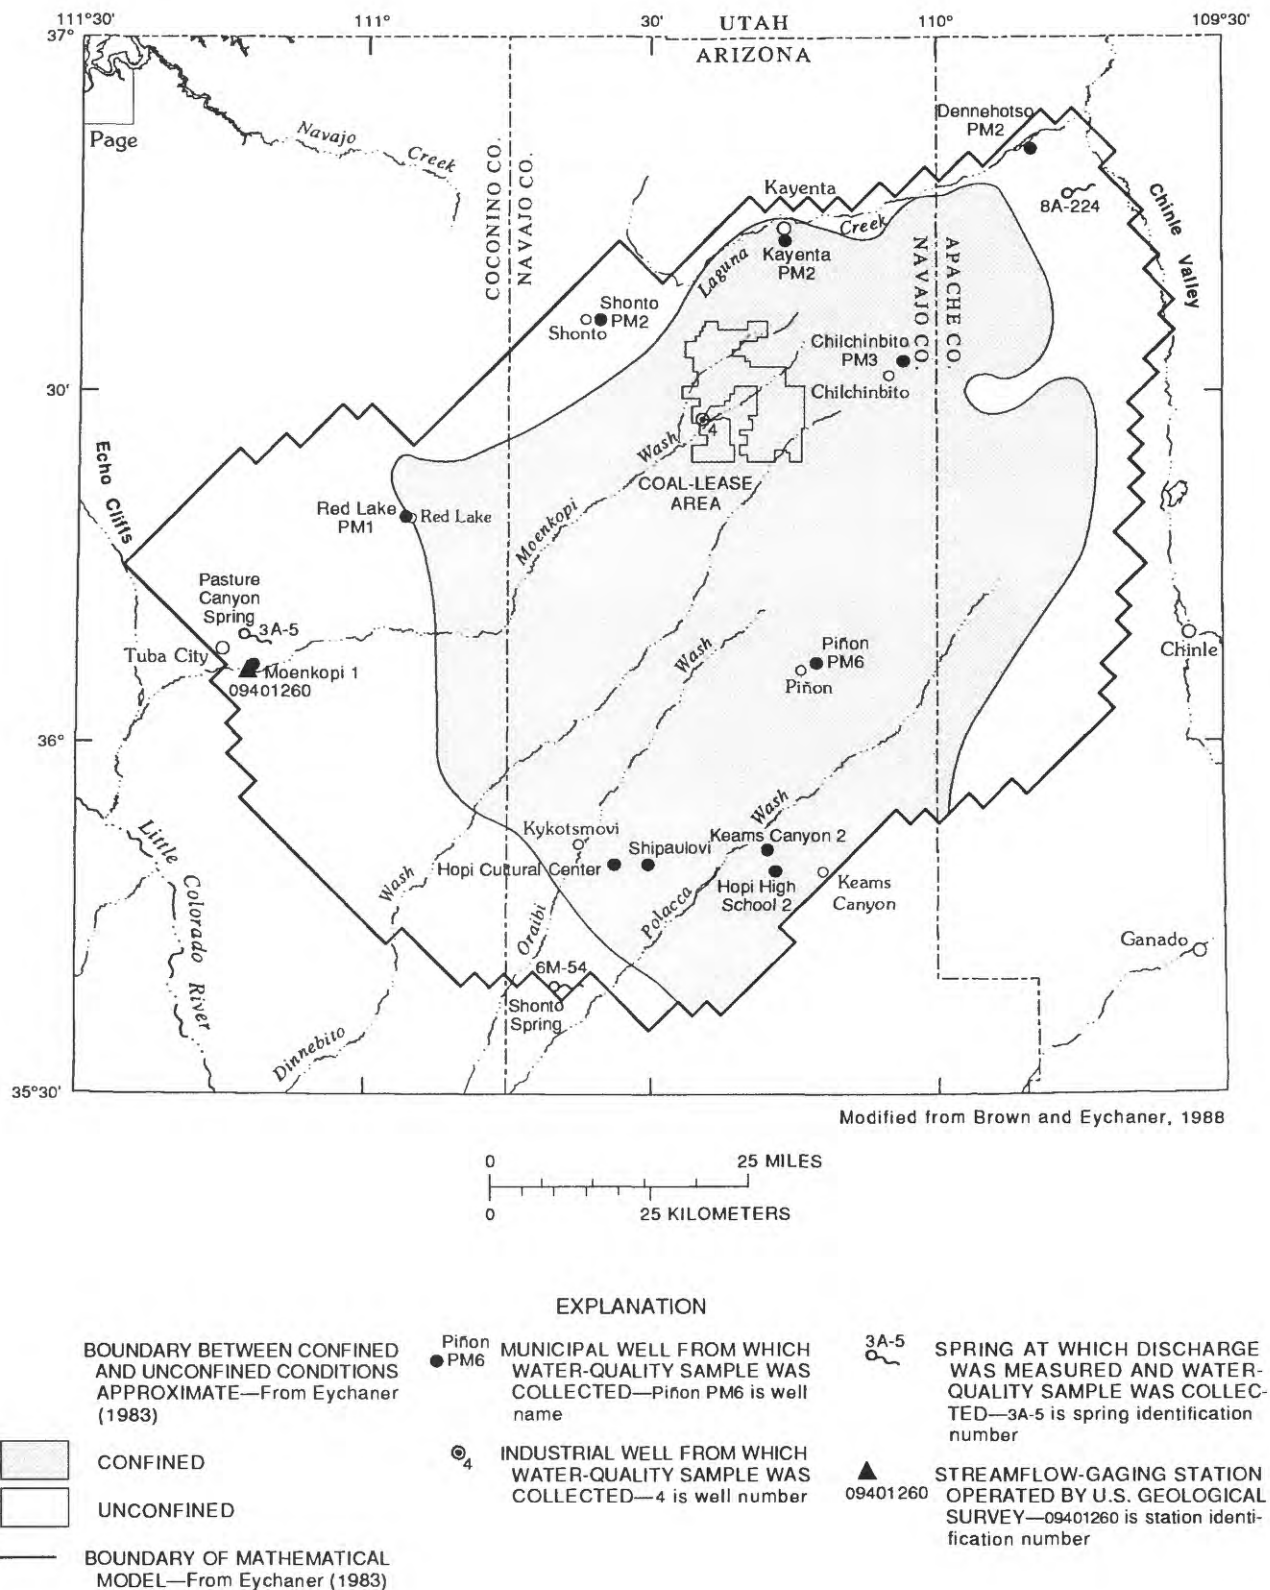 111°30'
111°
30'
UTAH
110°
109°30'
37°
ARIZONA
Page
Navajo
Creek
COCONINO CO.
NAVAJO CO.
Dennehotso
PM2
8A-224
Chinle Valley
Kayenta
Creek
Laguna
Kayenta
PM2
APACHE CO.
NAVAJO CO.
Shonto
PM2
Shonto
Chilchinbito
PM3
Chilchinbito
30'
4
Wash
COAL-LEASE
AREA
Echo Cliffs
Red Lake
PM1
Red Lake
Moenkopi
Pasture
Canyon
Spring
3A-5
Tuba City
Moenkopi 1
09401260
Wash
Piñon
PM6
Piñon
Chinle
36°
Little Colorado River
Kykotsmovi
Shipaulovi
Hopi Cultural Center
Wash
Keams Canyon 2
Hopi High
School 2
Keams
Canyon
Wash
Oraibi
Polacca
Ganado
6M-54
Shonto
Spring
Dinnebito
35°30'
111°
30'
110°
Modified from Brown and Eychaner, 1988
0 25 MILES
0 25 KILOMETERS
EXPLANATION
BOUNDARY BETWEEN CONFINED
AND UNCONFINED CONDITIONS
APPROXIMATE—From Eychaner
(1983)
CONFINED
UNCONFINED
BOUNDARY OF MATHEMATICAL
MODEL—From Eychaner (1983)
Piñon
PM6
MUNICIPAL WELL FROM WHICH
WATER-QUALITY SAMPLE WAS
COLLECTED—Piñon PM6 is well
name
4
INDUSTRIAL WELL FROM WHICH
WATER-QUALITY SAMPLE WAS
COLLECTED—4 is well number
3A-5
SPRING AT WHICH DISCHARGE
WAS MEASURED AND WATER-
QUALITY SAMPLE WAS COLLEC-
TED—3A-5 is spring identification
number
09401260
STREAMFLOW-GAGING STATION
OPERATED BY U.S. GEOLOGICAL
SURVEY—09401260 is station identi-
fication number